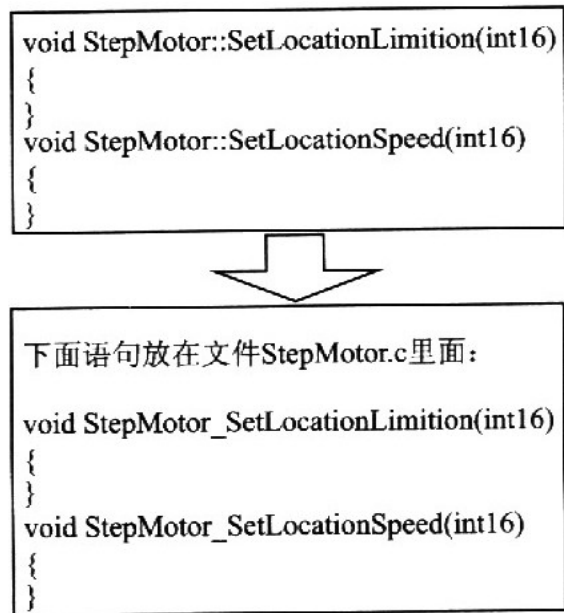 void StepMotor::SetLocationLimition(int16)
{
}
void StepMotor::SetLocationSpeed(int16)
{
}
下面语句放在文件StepMotor.c里面：
void StepMotor_SetLocationLimition(int16)
{
}
void StepMotor_SetLocationSpeed(int16)
{
}